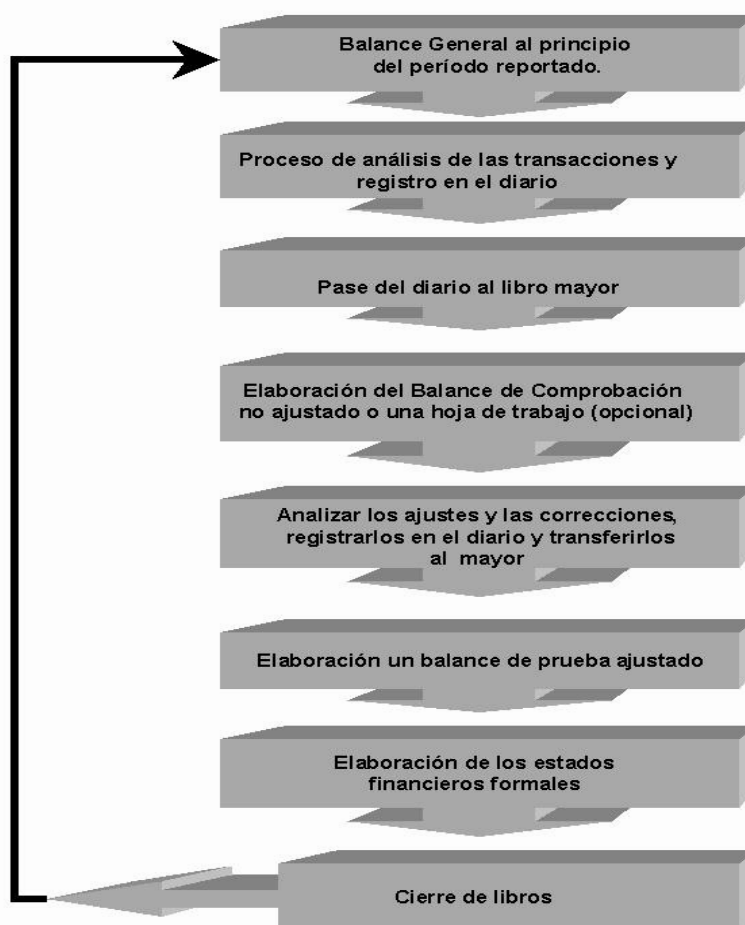 Balance General al principio
del período reportado.
Proceso de análisis de las transacciones y
registro en el diario
Pase del diario al libro mayor
Elaboración del Balance de Comprobación
no ajustado o una hoja de trabajo (opcional)
Analizar los ajustes y las correcciones,
registrarlos en el diario y transferirlos
al mayor
Elaboración un balance de prueba ajustado
Elaboración de los estados
financieros formales
Cierre de libros